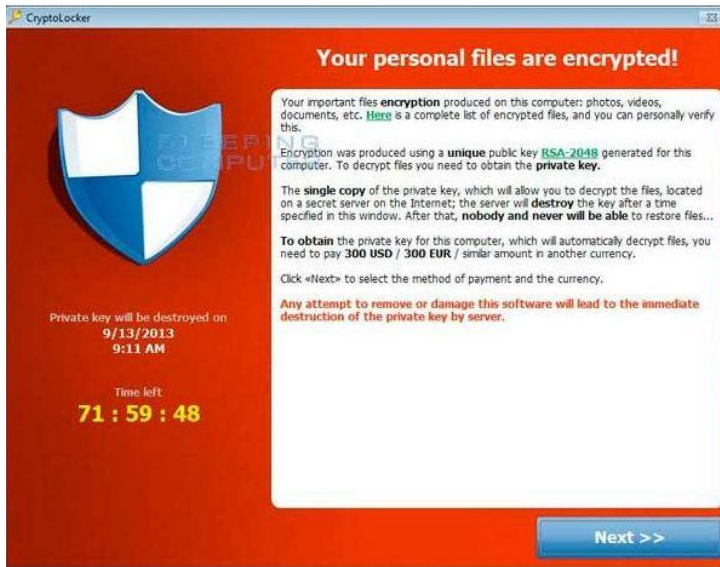 CryptoLocker
Your personal files are encrypted!
Your important files encryption produced on this computer: photos, videos,
documents, etc. Here is a complete list of encrypted files, and you can personally verify
this.
Encryption was produced using a unique public key RSA-2048 generated for this
computer. To decrypt files you need to obtain the private key.
The single copy of the private key, which will allow you to decrypt the files, located
on a secret server on the Internet; the server will destroy the key after a time
specified in this window. After that, nobody and never will be able to restore files...
To obtain the private key for this computer, which will automatically decrypt files, you
need to pay 300 USD / 300 EUR / similar amount in another currency.
Click «Next» to select the method of payment and the currency.
Any attempt to remove or damage this software will lead to the immediate
destruction of the private key by server.
BLEEPING
COMPUTER
Private key will be destroyed on
9/13/2013
9:11 AM
Time left
71 : 59 : 48
Next >>